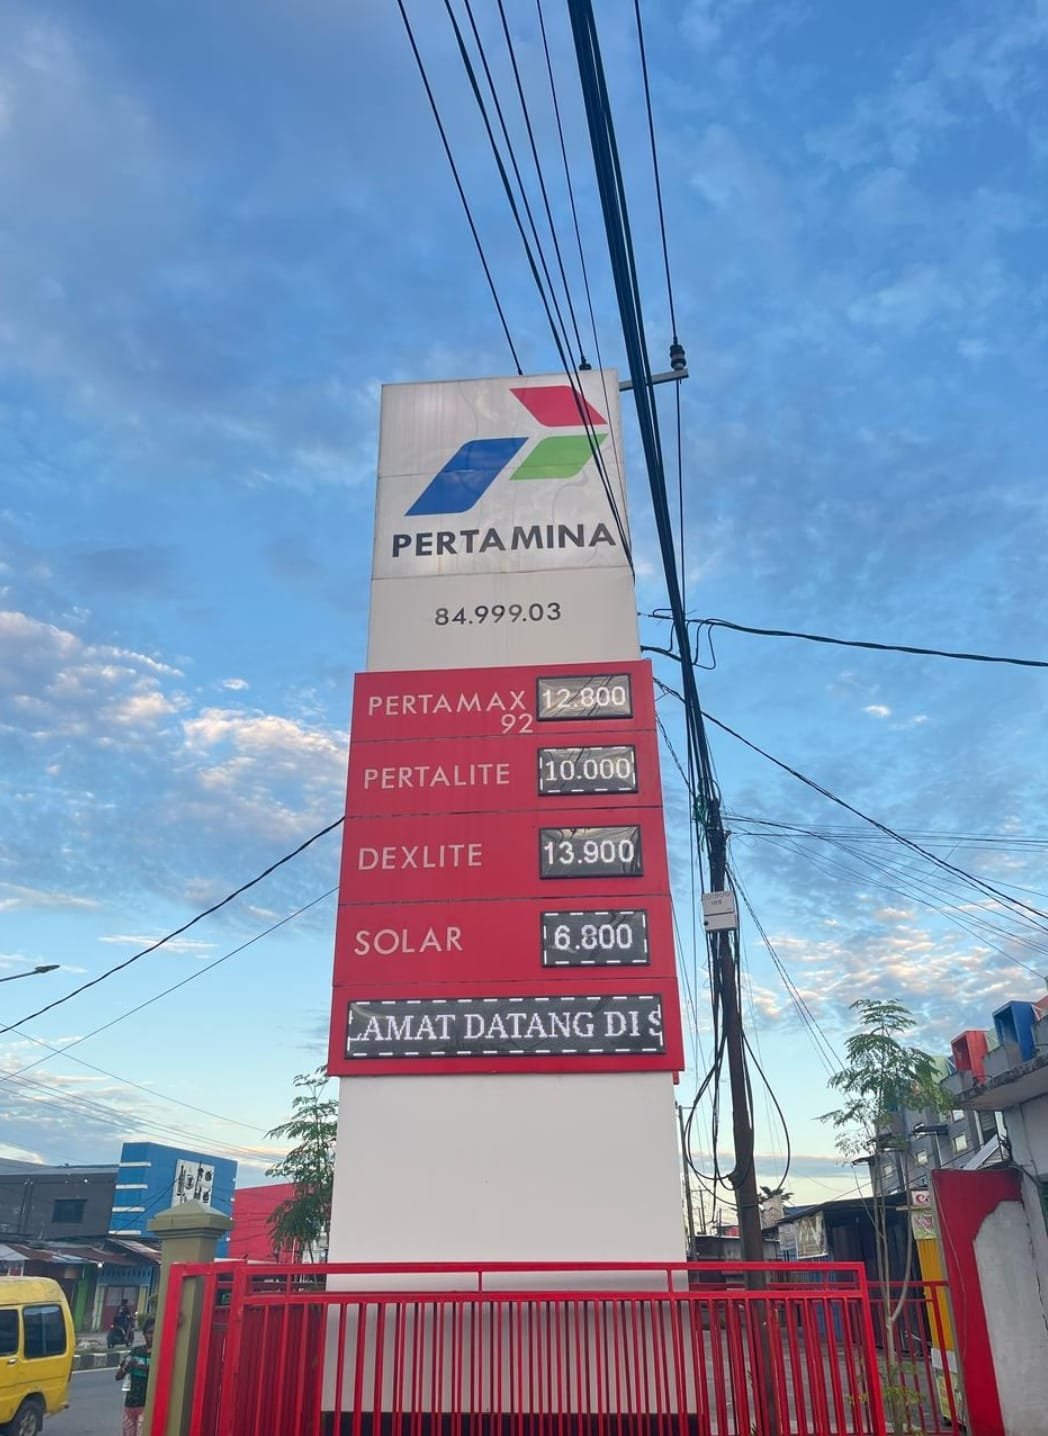 PERTAMINA
84.999.03
PERTAMAX 12.800
92
PERTALITE 10.000
DEXLITE 13.900
SOLAR 6.800
LAMAT DATANG DI S